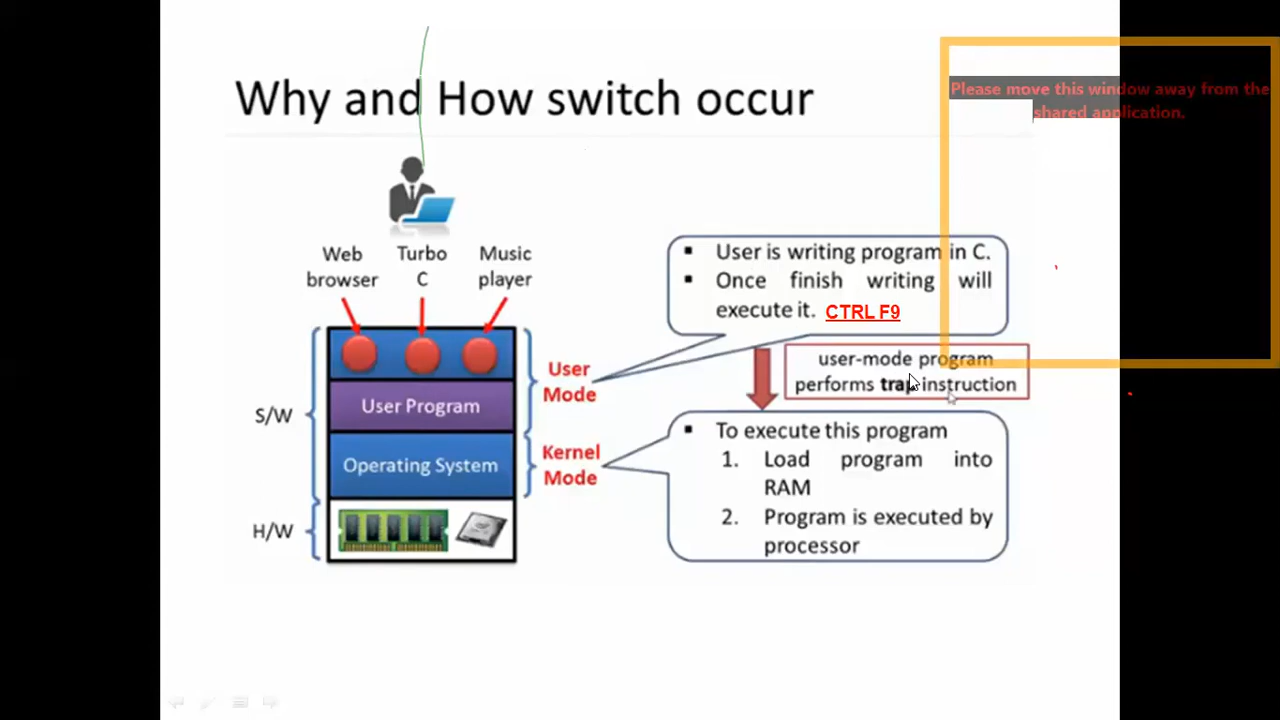 Why and How switch occur
Please move this window away from the
shared application.
Web
browser
Turbo
C
Music
player
S/W
User Program
Operating System
H/W
User
Mode
Kernel
Mode
▪ User is writing program in C.
▪ Once finish writing will
execute it. CTRL F9
user-mode program
performs trap instruction
▪ To execute this program
1. Load program into
RAM
2. Program is executed by
processor